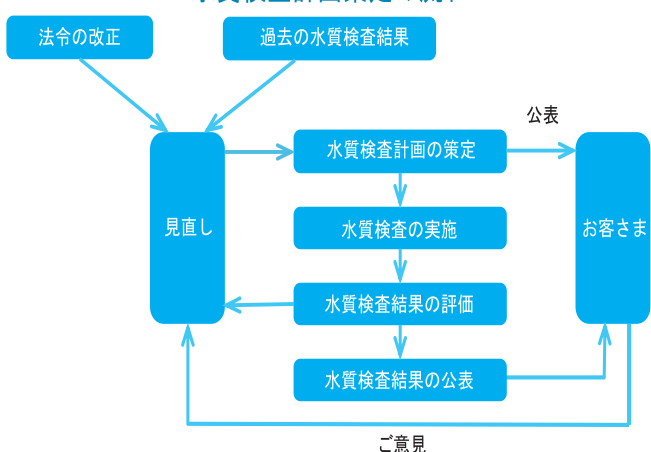 法令の改正
過去の水質検査結果
公表
水質検査計画の策定
見直し
水質検査の実施
お客さま
水質検査結果の評価
水質検査結果の公表
ご意見